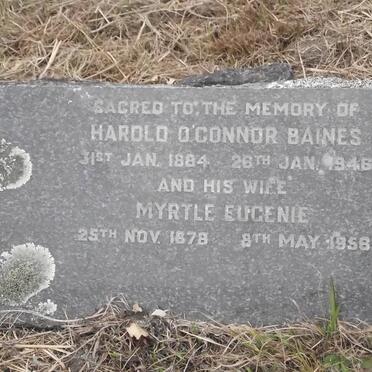 SACRED TO THE MEMORY OF
HAROLD O'CONNOR BAINES
31ST JAN. 1884 26TH JAN. 1946
AND HIS WIFE
MYRTLE EUGENIE
25TH NOV. 1878 8TH MAY 1958